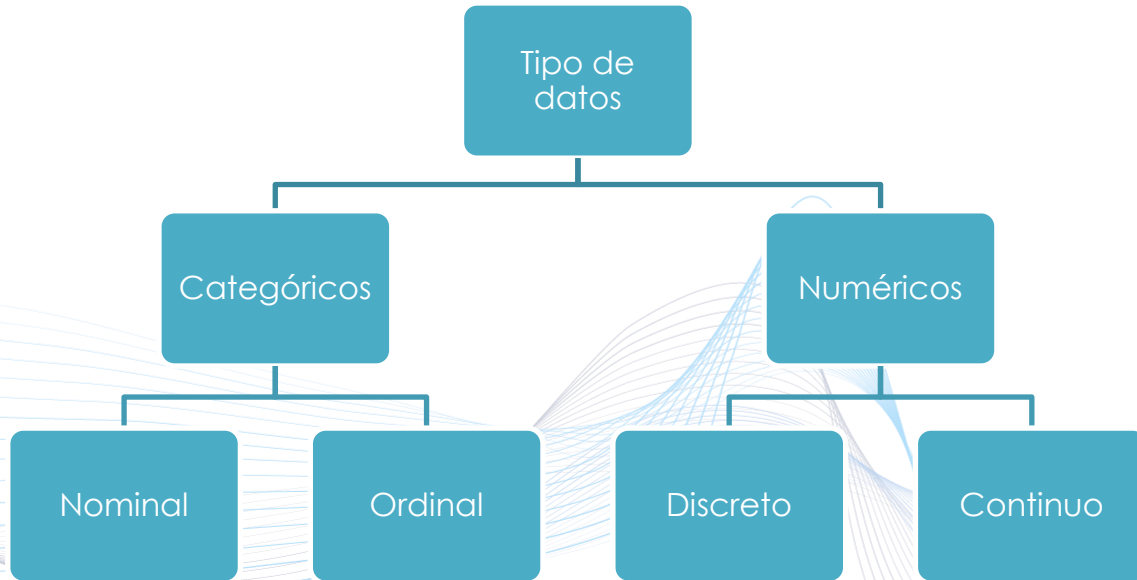 Tipo de
datos
Categóricos
Numéricos
Nominal
Ordinal
Discreto
Continuo